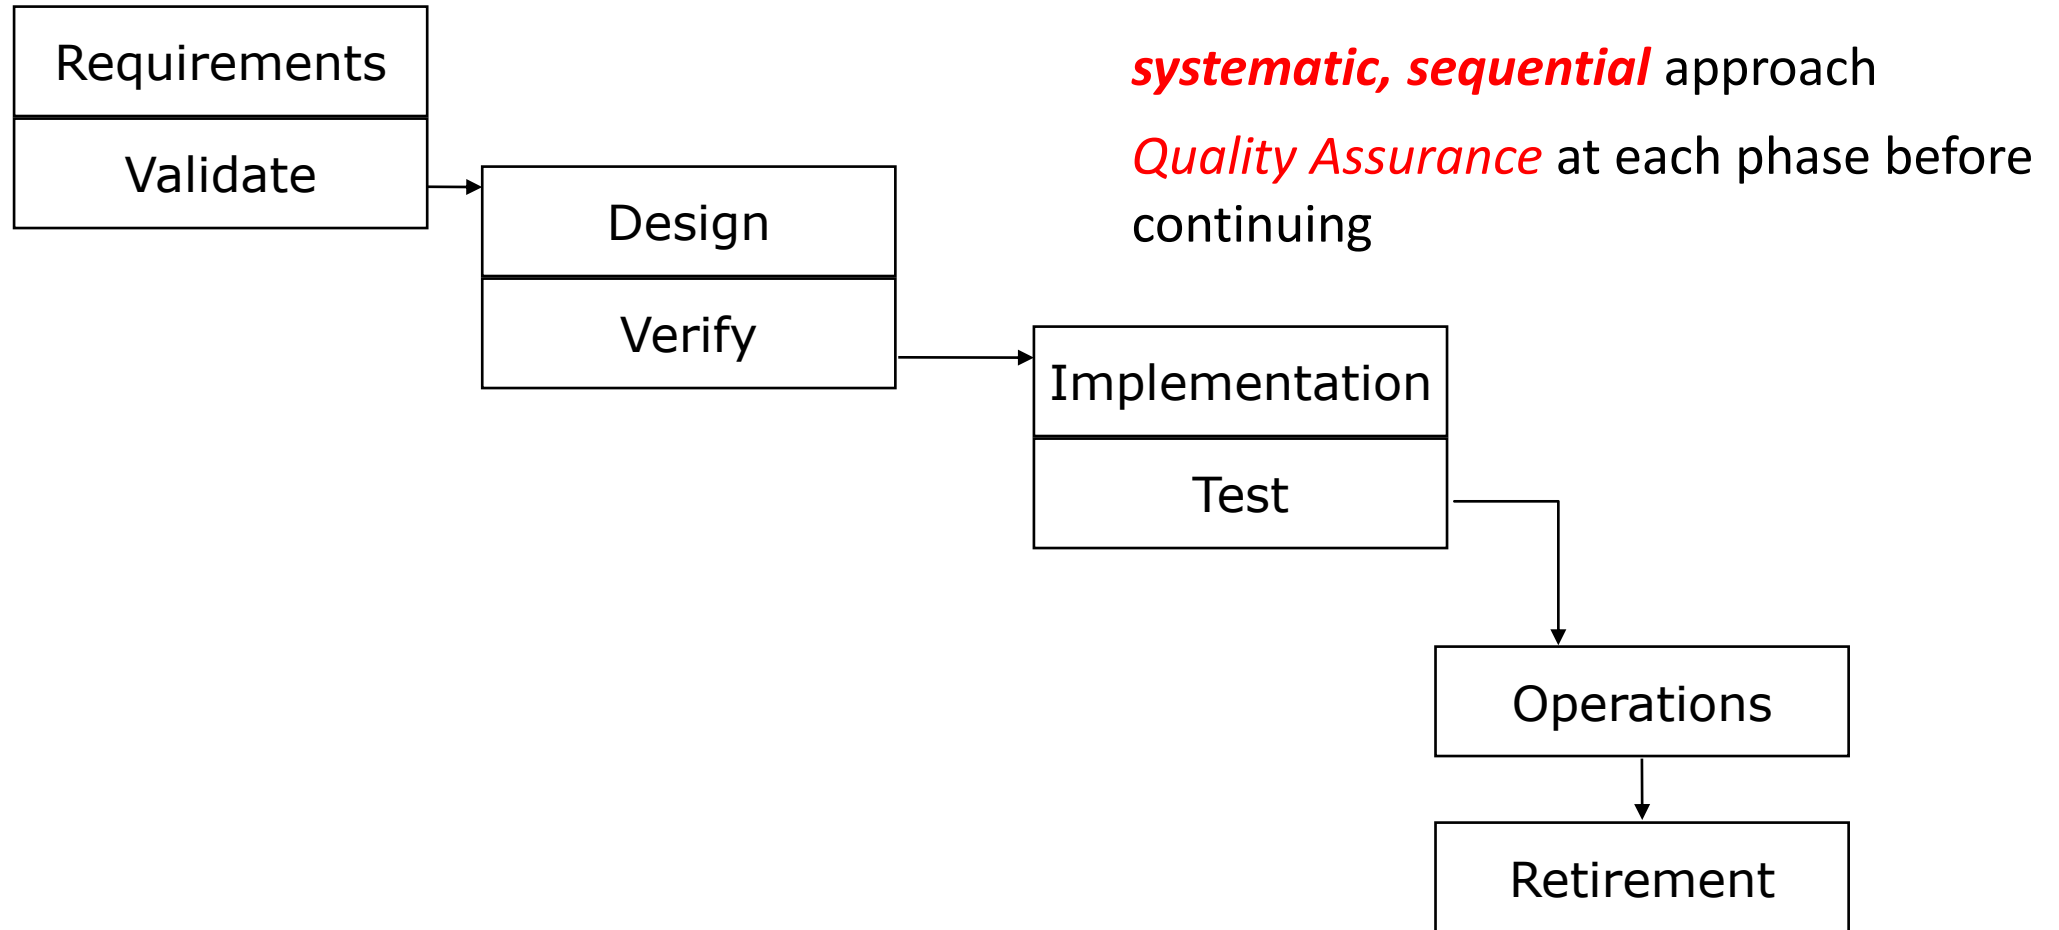 Requirements
Validate
systematic, sequential approach
Quality Assurance at each phase before
continuing
Design
Verify
Implementation
Test
Operations
Retirement